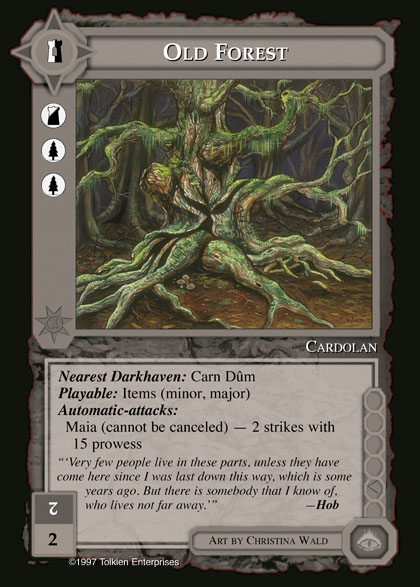 OLD FOREST
CARDOLAN
Nearest Darkhaven: Carn Dûm
Playable: Items (minor, major)
Automatic-attacks:
Maia (cannot be canceled) — 2 strikes with
15 prowess
“‘Very few people live in these parts, unless they have
come here since I was last down this way, which is some
years ago. But there is somebody that I know of,
who lives not far away.’”
—Hob
2
2
ART BY CHRISTINA WALD
©1997 Tolkien Enterprises